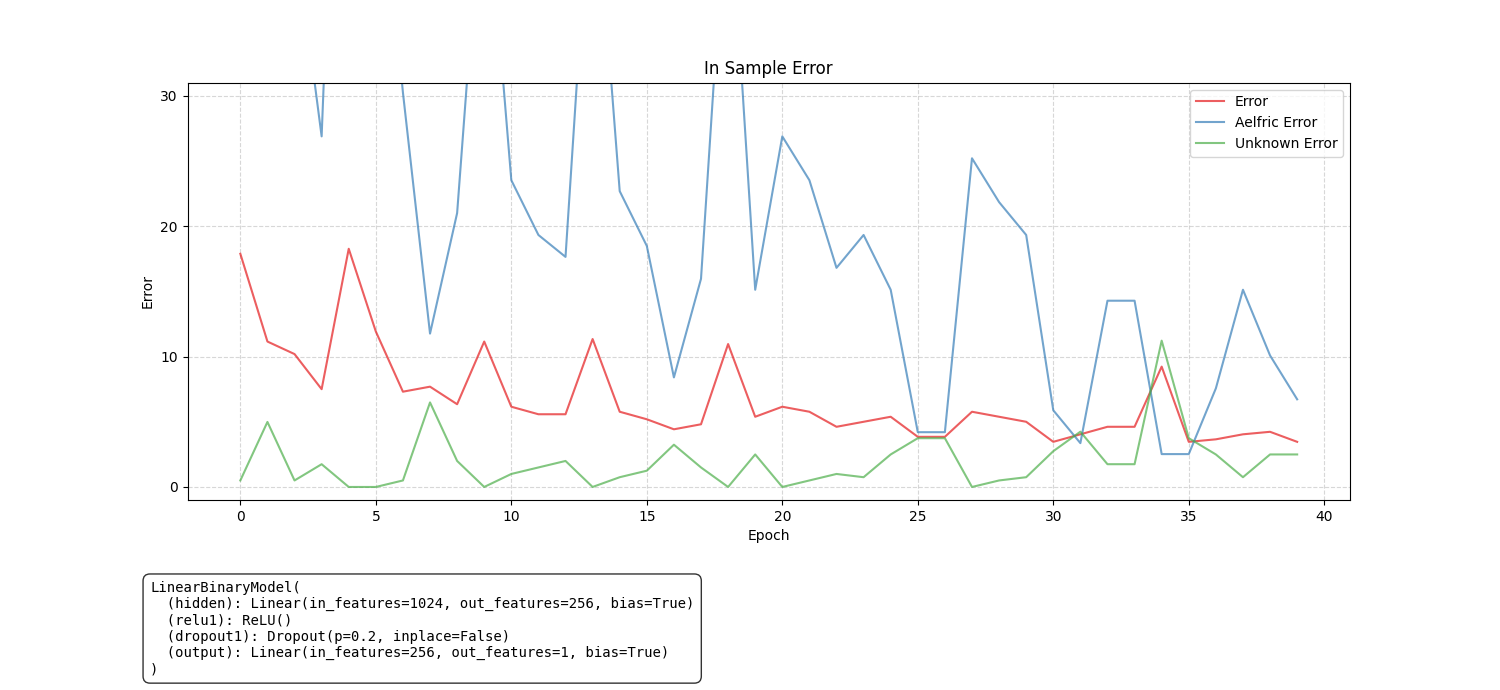 In Sample Error
30
20
10
0
Error
Error
Aelfric Error
Unknown Error
0 5 10 15 20 25 30 35 40
Epoch
LinearBinaryModel(
  (hidden): Linear(in_features=1024, out_features=256, bias=True)
  (relu1): ReLU()
  (dropout1): Dropout(p=0.2, inplace=False)
  (output): Linear(in_features=256, out_features=1, bias=True)
)